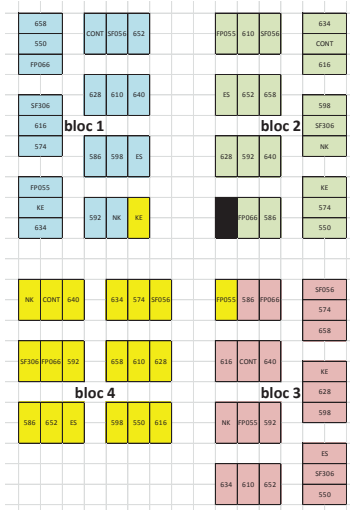 658
550
FP066
SF306
616
574
FP055
KE
634
CONT SF056 652
628 610 640
bloc 1
586 598 ES
592 NK KE
FP055 610 SF056
ES 652 658
bloc 2
628 592 640
FP066 586
634
CONT
616
598
SF306
NK
KE
574
550
NK CONT 640
634 574 SF056
SF306 FP066 592
658 610 628
bloc 4
586 652 ES
598 550 616
FP055 586 FP066
616 CONT 640
bloc 3
NK FP055 592
634 610 652
SF056
574
658
KE
628
598
ES
SF306
550